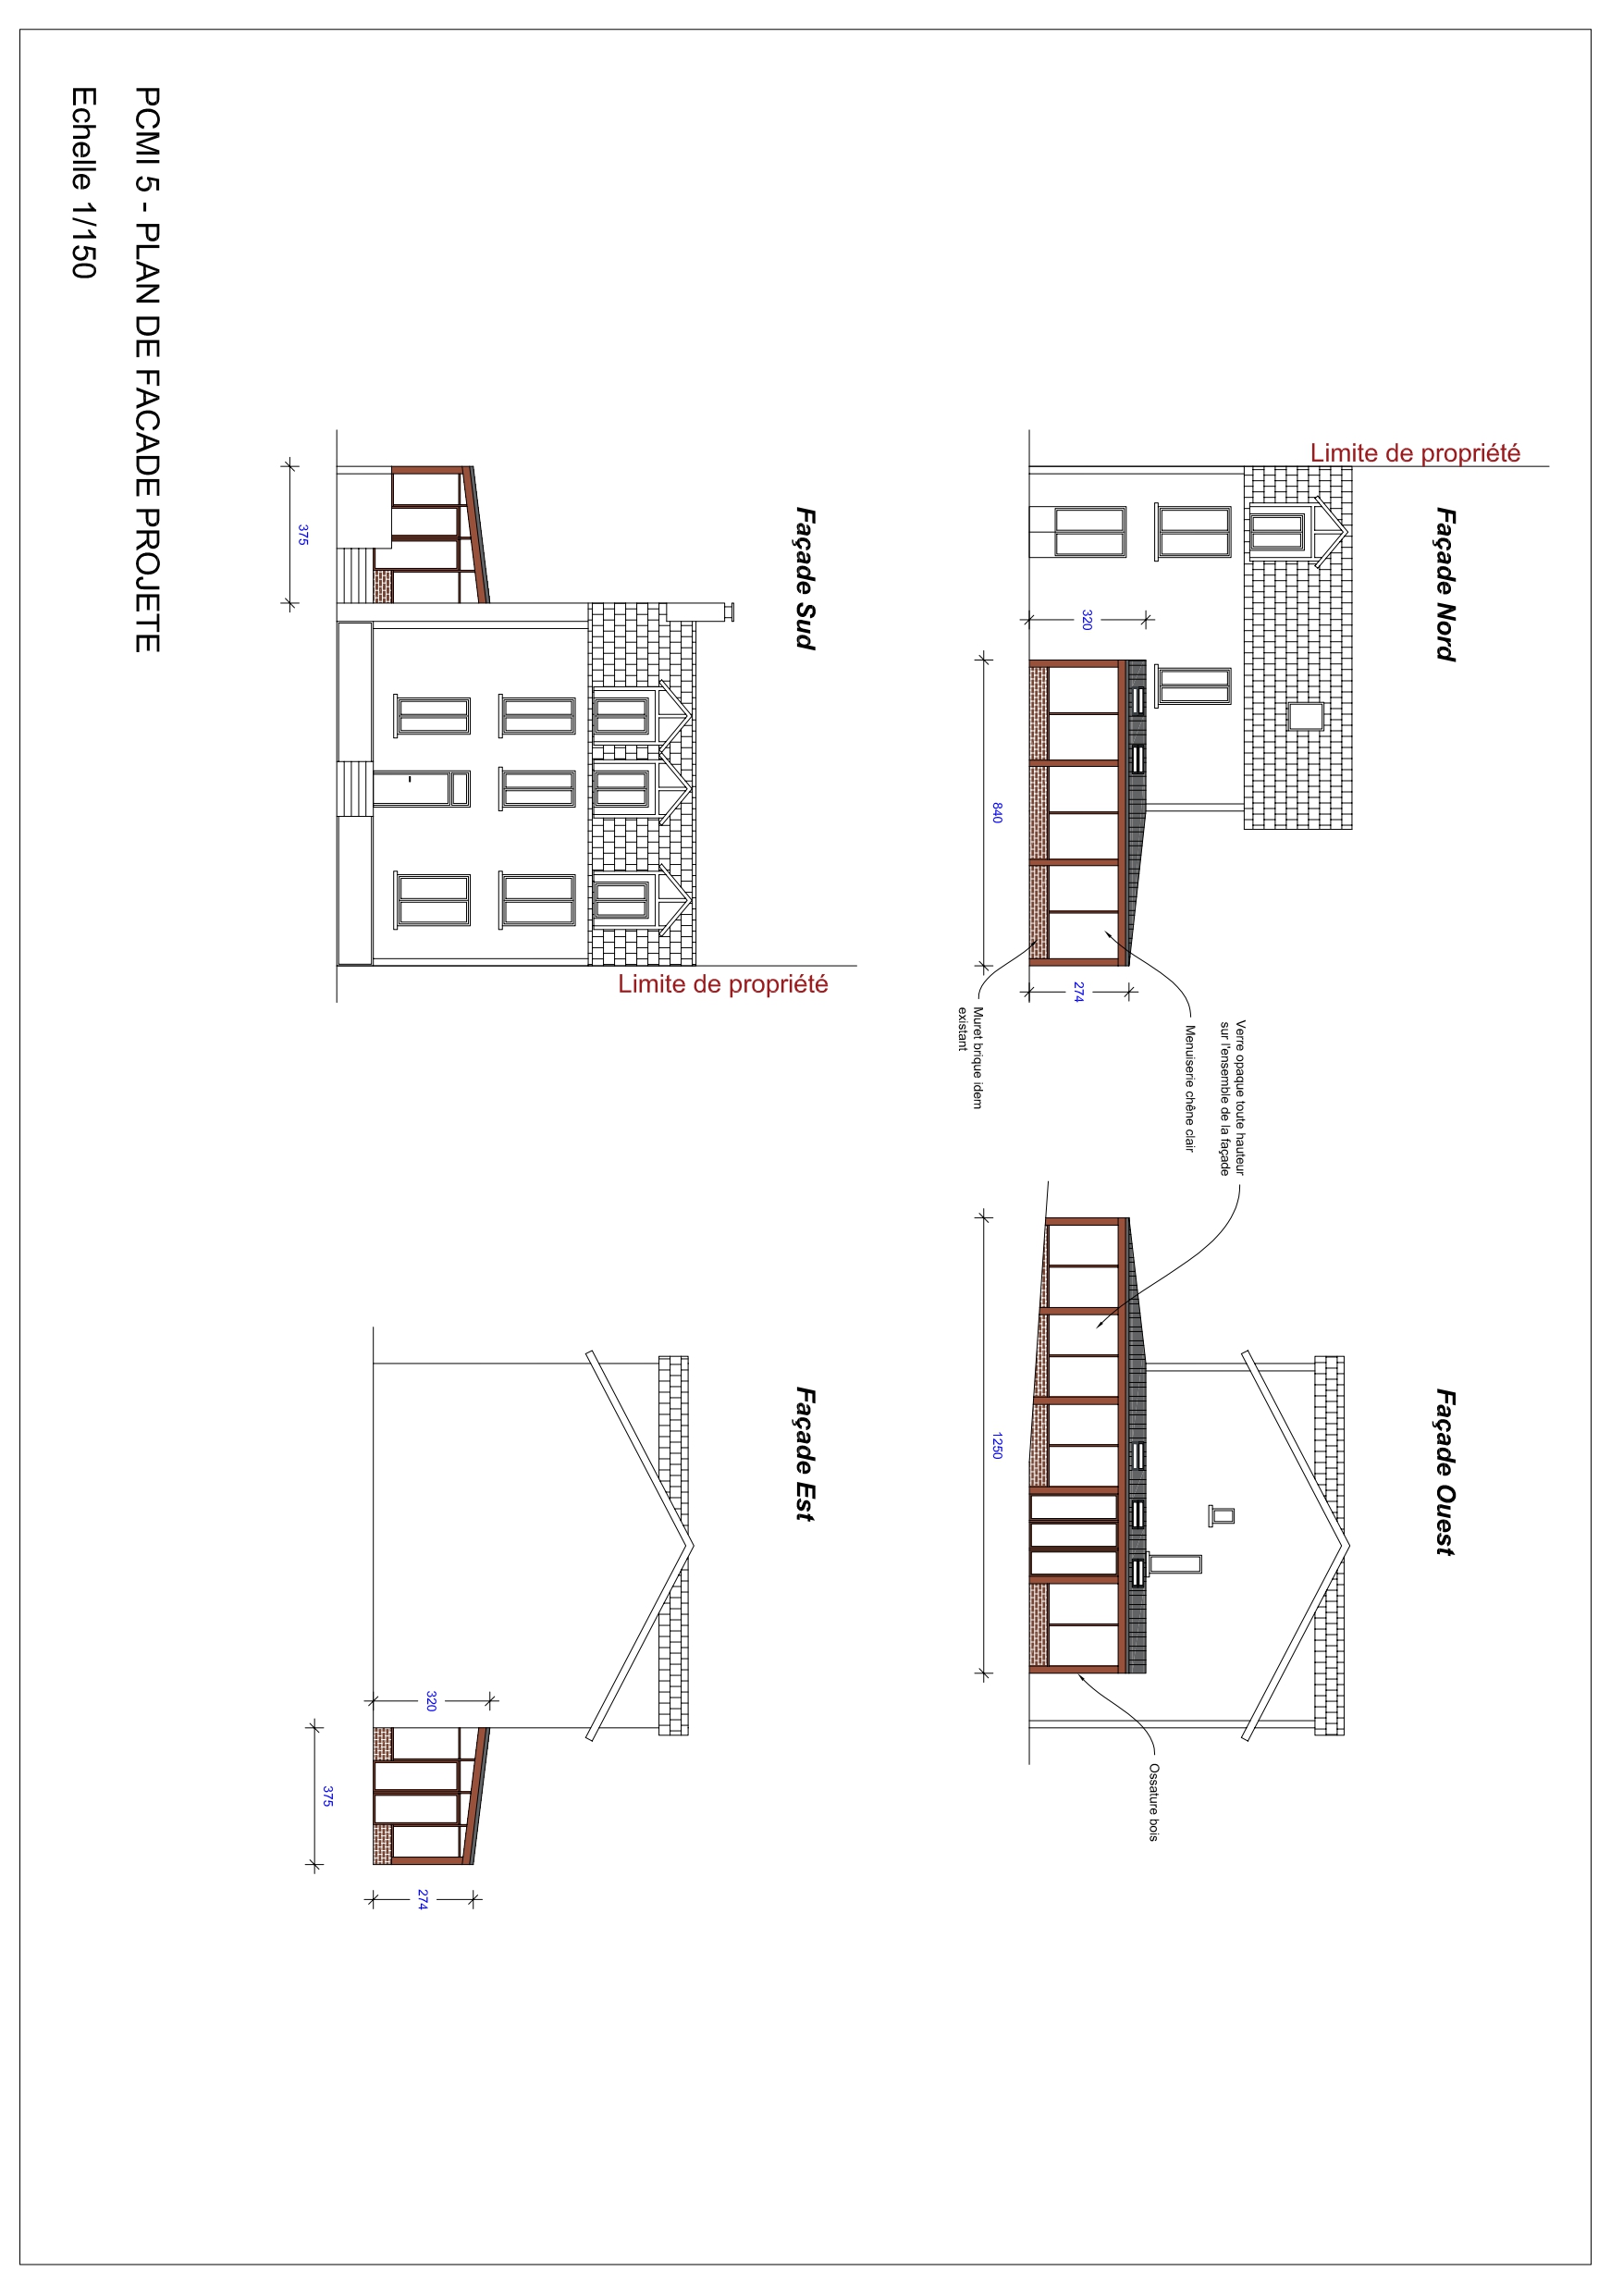 Limite de propriété
Façade Nord
Façade Ouest
Verre opaque toute hauteur
sur l'ensemble de la façade
Menuiserie chêne clair
Ossature bois
320
274
840
1250
Muret brique idem
existant
Façade Sud
Limite de propriété
Façade Est
320
274
375
375
PCMI 5 - PLAN DE FACADE PROJETE
Echelle 1/150